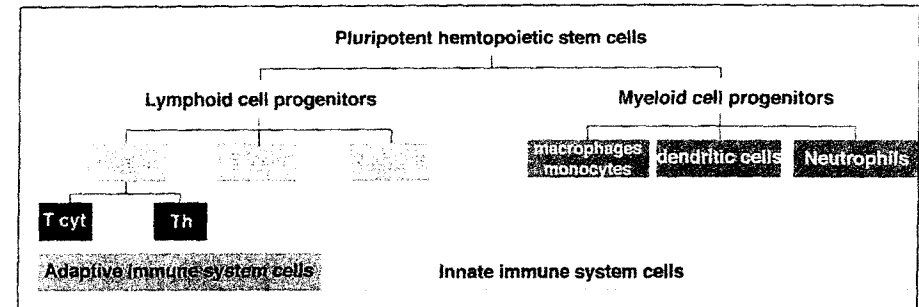 Pluripotent hemtopoietic stem cells
Lymphoid cell progenitors
Myeloid cell progenitors
macrophages
monocytes
dendritic cells
Neutrophils
T cyt
Th
Adaptive Immune system cells
Innate immune system cells